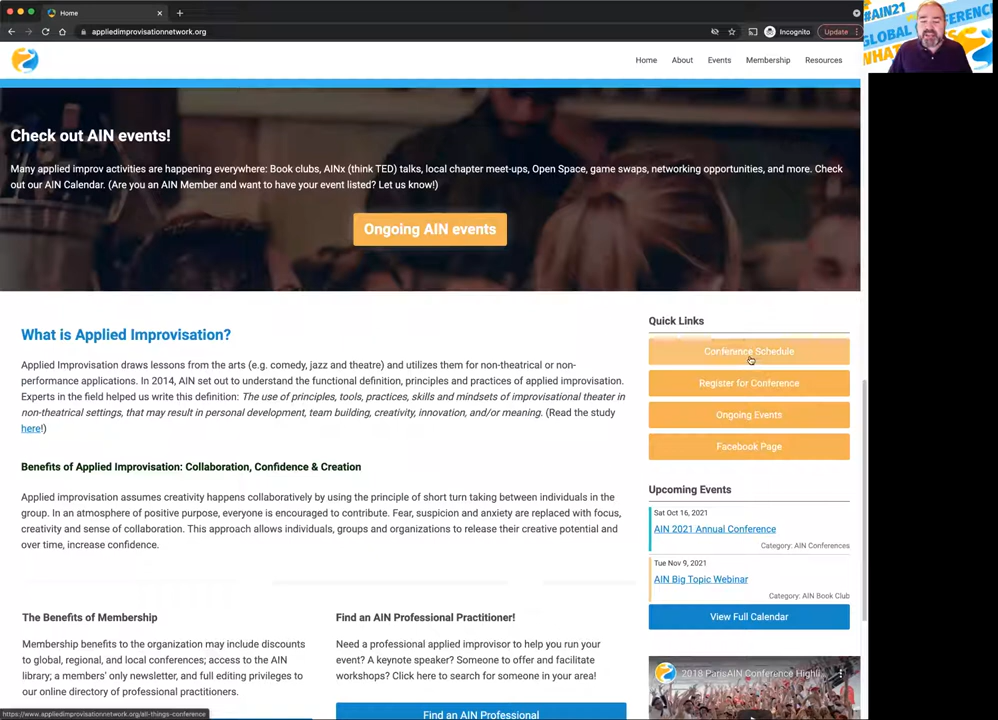 Home
appliedimprovisationnetwork.org
Incognito
Update
#AIN21
GLOBAL CONFERENCE
WHAT
Home About Events Membership Resources
Check out AIN events!
Many applied improv activities are happening everywhere: Book clubs, AINx (think TED) talks, local chapter meet-ups, Open Space, game swaps, networking opportunities, and more. Check
out our AIN Calendar. (Are you an AIN Member and want to have your event listed? Let us know!)
Ongoing AIN events
What is Applied Improvisation?
Applied Improvisation draws lessons from the arts (e.g. comedy, jazz and theatre) and utilizes them for non-theatrical or non-
performance applications. In 2014, AIN set out to understand the functional definition, principles and practices of applied improvisation.
Experts in the field helped us write this definition: The use of principles, tools, practices, skills and mindsets of improvisational theater in
non-theatrical settings, that may result in personal development, team building, creativity, innovation, and/or meaning. (Read the study
here!)
Benefits of Applied Improvisation: Collaboration, Confidence & Creation
Applied improvisation assumes creativity happens collaboratively by using the principle of short turn taking between individuals in the
group. In an atmosphere of positive purpose, everyone is encouraged to contribute. Fear, suspicion and anxiety are replaced with focus,
creativity and sense of collaboration. This approach allows individuals, groups and organizations to release their creative potential and
over time, increase confidence.
The Benefits of Membership
Membership benefits to the organization may include discounts
to global, regional, and local conferences; access to the AIN
library; a members'-only newsletter, and full editing privileges to
our online directory of professional practitioners.
Find an AIN Professional Practitioner!
Need a professional applied improvisor to help you run your
event? A keynote speaker? Someone to offer and facilitate
workshops? Click here to search for someone in your area!
Find an AIN Professional
Quick Links
Conference Schedule
Register for Conference
Ongoing Events
Facebook Page
Upcoming Events
Sat Oct 16, 2021
AIN 2021 Annual Conference
Category: AIN Conferences
Tue Nov 9, 2021
AIN Big Topic Webinar
Category: AIN Book Club
View Full Calendar
2018 ParisAIN Conference Highli
https://www.appliedimprovisationnetwork.org/all-things-conference